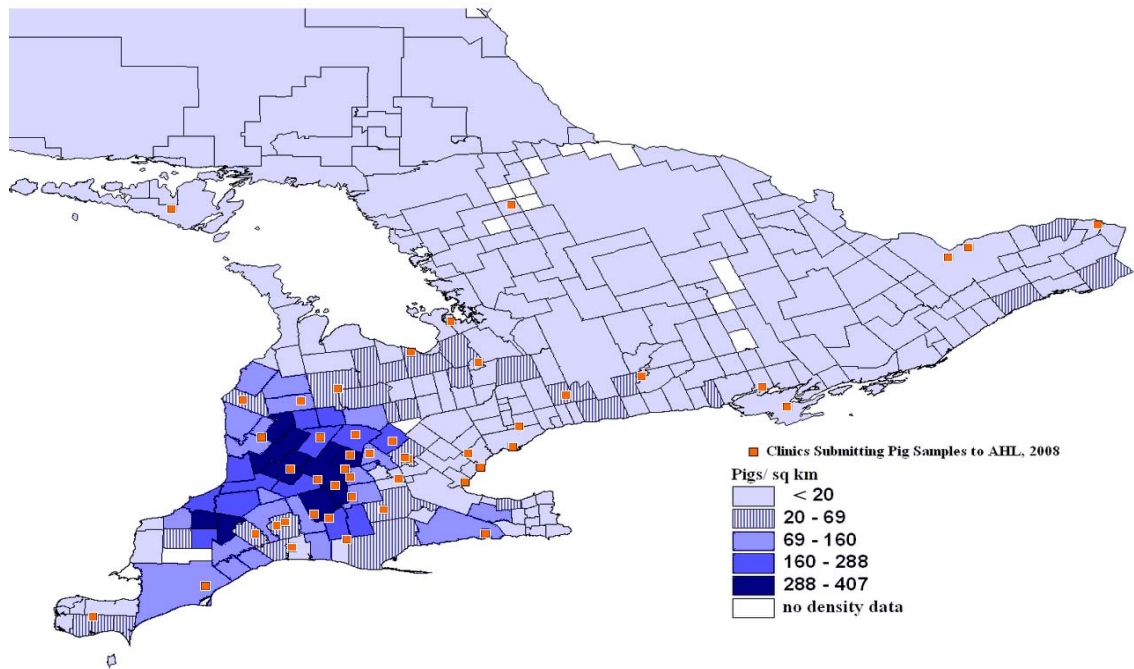 Clinics Submitting Pig Samples to AHL, 2008
Pigs/ sq km
< 20
20 - 69
69 - 160
160 - 288
288 - 407
no density data